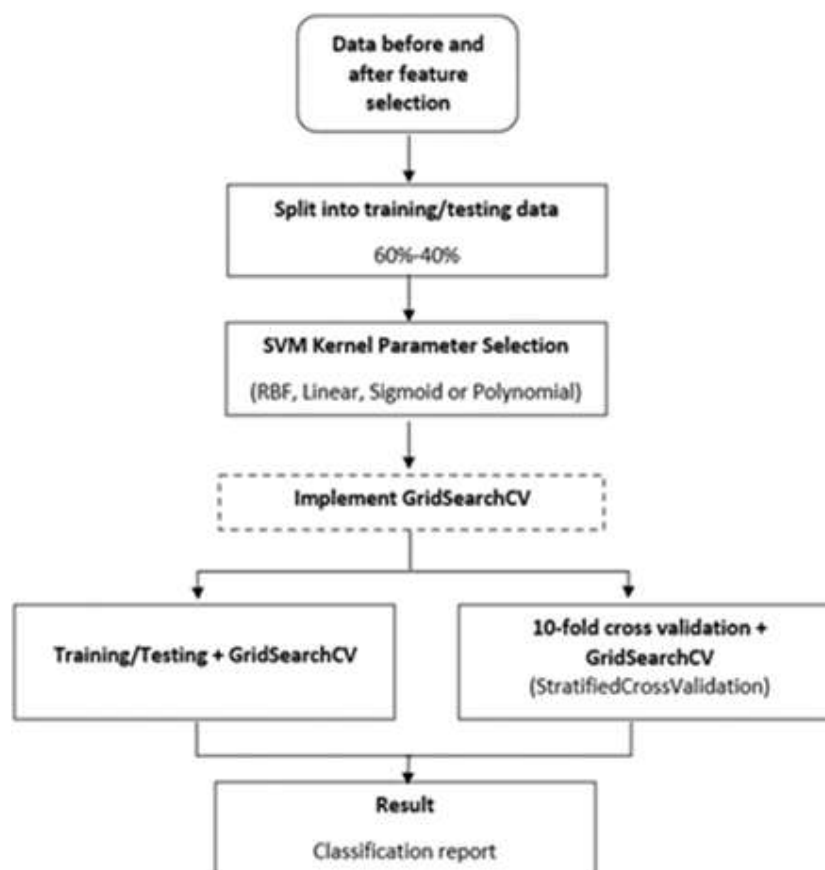 Data before and
after feature
selection
Split into training/testing data
60%-40%
SVM Kernel Parameter Selection
(RBF, Linear, Sigmoid or Polynomial)
Implement GridSearchCV
Training/Testing + GridSearchCV
10-fold cross validation +
GridSearchCV
(StratifiedCrossValidation)
Result
Classification report